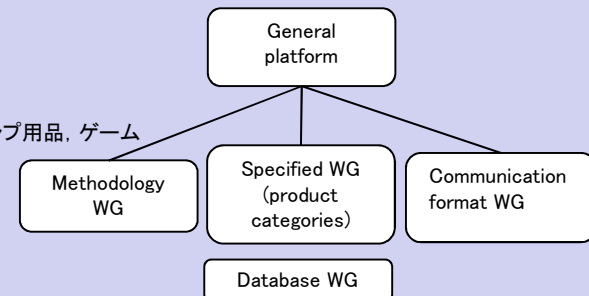 General
platform
プ用品, ゲーム
Methodology
WG
Specified WG
(product
categories)
Communication
format WG
Database WG